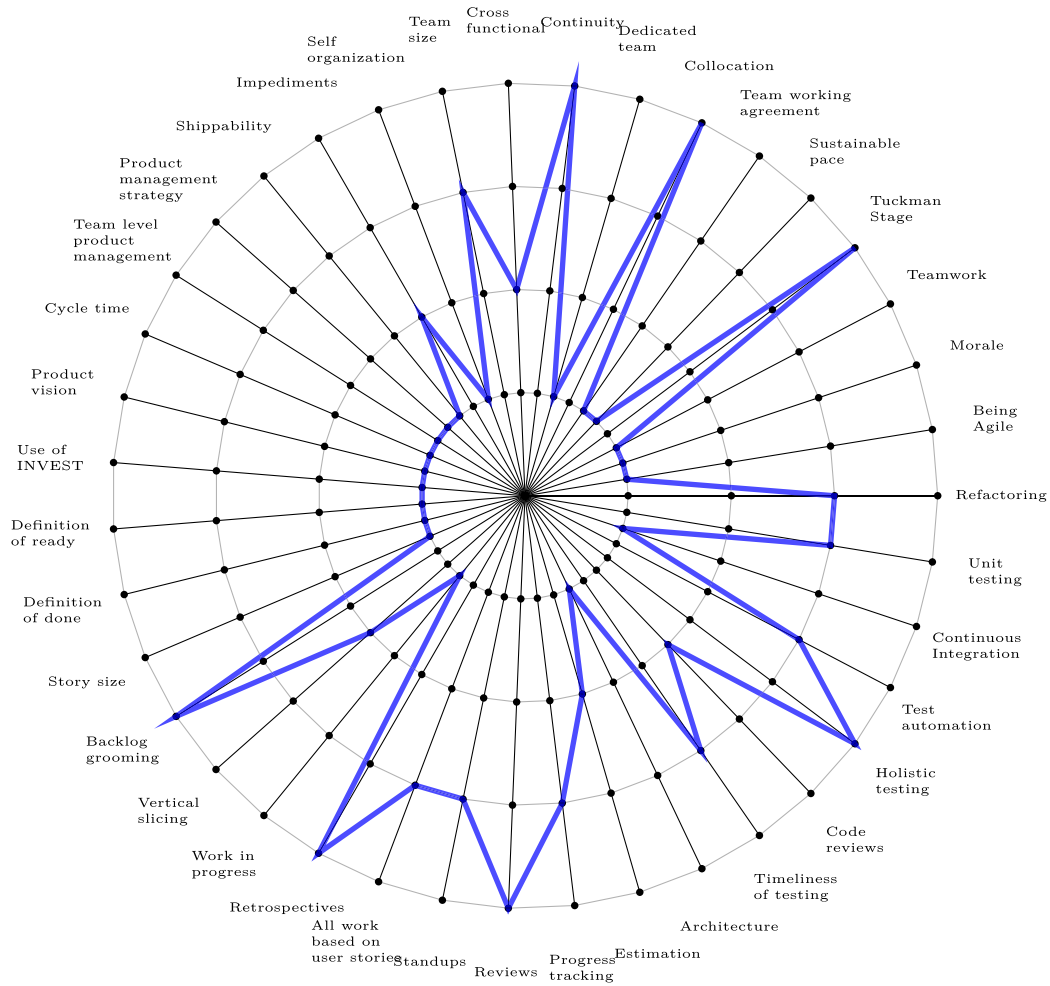 Cross
functional
Continuity
Dedicated
team
Collocation
Team working
agreement
Sustainable
pace
Tuckman
Stage
Teamwork
Morale
Being
Agile
Refactoring
Unit
testing
Continuous
Integration
Test
automation
Holistic
testing
Code
reviews
Timeliness
of testing
Architecture
Estimation
Progress
tracking
Reviews
Standups
All work
based on
user stories
Retrospectives
Work in
progress
Vertical
slicing
Backlog
grooming
Story size
Definition
of done
Definition
of ready
Use of
INVEST
Product
vision
Cycle time
Team level
product
management
Product
management
strategy
Shippability
Impediments
Self
organization
Team
size